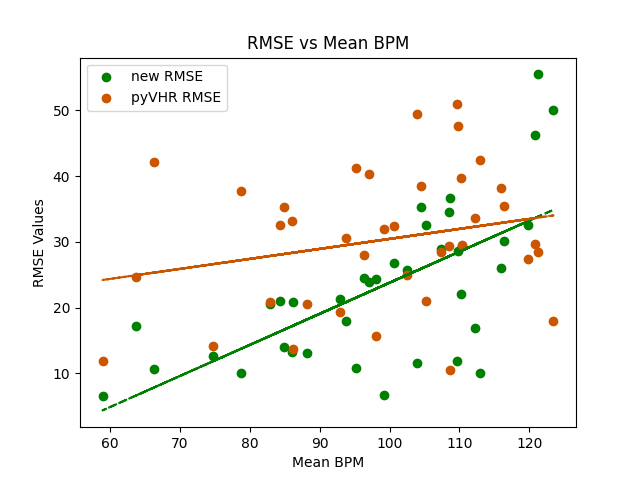 RMSE vs Mean BPM
new RMSE
pyVHR RMSE
50
40
30
20
10
RMSE Values
60 70 80 90 100 110 120
Mean BPM